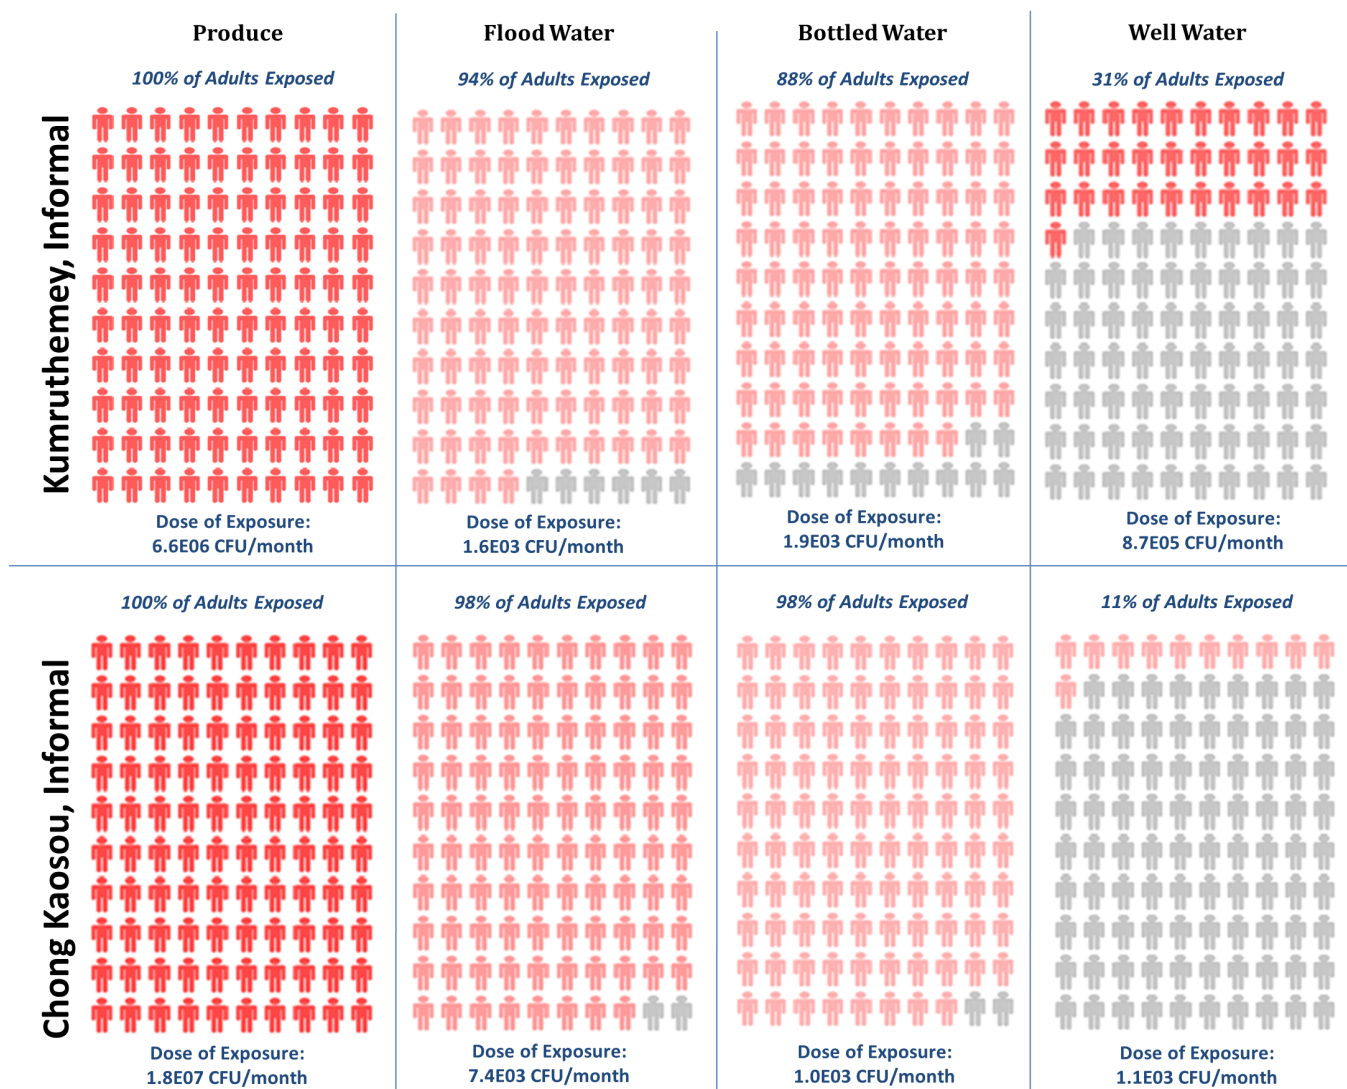 Produce
Flood Water
Bottled Water
Well Water
Kumruthemey, Informal
100% of Adults Exposed
94% of Adults Exposed
88% of Adults Exposed
31% of Adults Exposed
Dose of Exposure:
6.6E06 CFU/month
Dose of Exposure:
1.6E03 CFU/month
Dose of Exposure:
1.9E03 CFU/month
Dose of Exposure:
8.7E05 CFU/month
Chong Kaosou, Informal
100% of Adults Exposed
98% of Adults Exposed
98% of Adults Exposed
11% of Adults Exposed
Dose of Exposure:
1.8E07 CFU/month
Dose of Exposure:
7.4E03 CFU/month
Dose of Exposure:
1.0E03 CFU/month
Dose of Exposure:
1.1E03 CFU/month